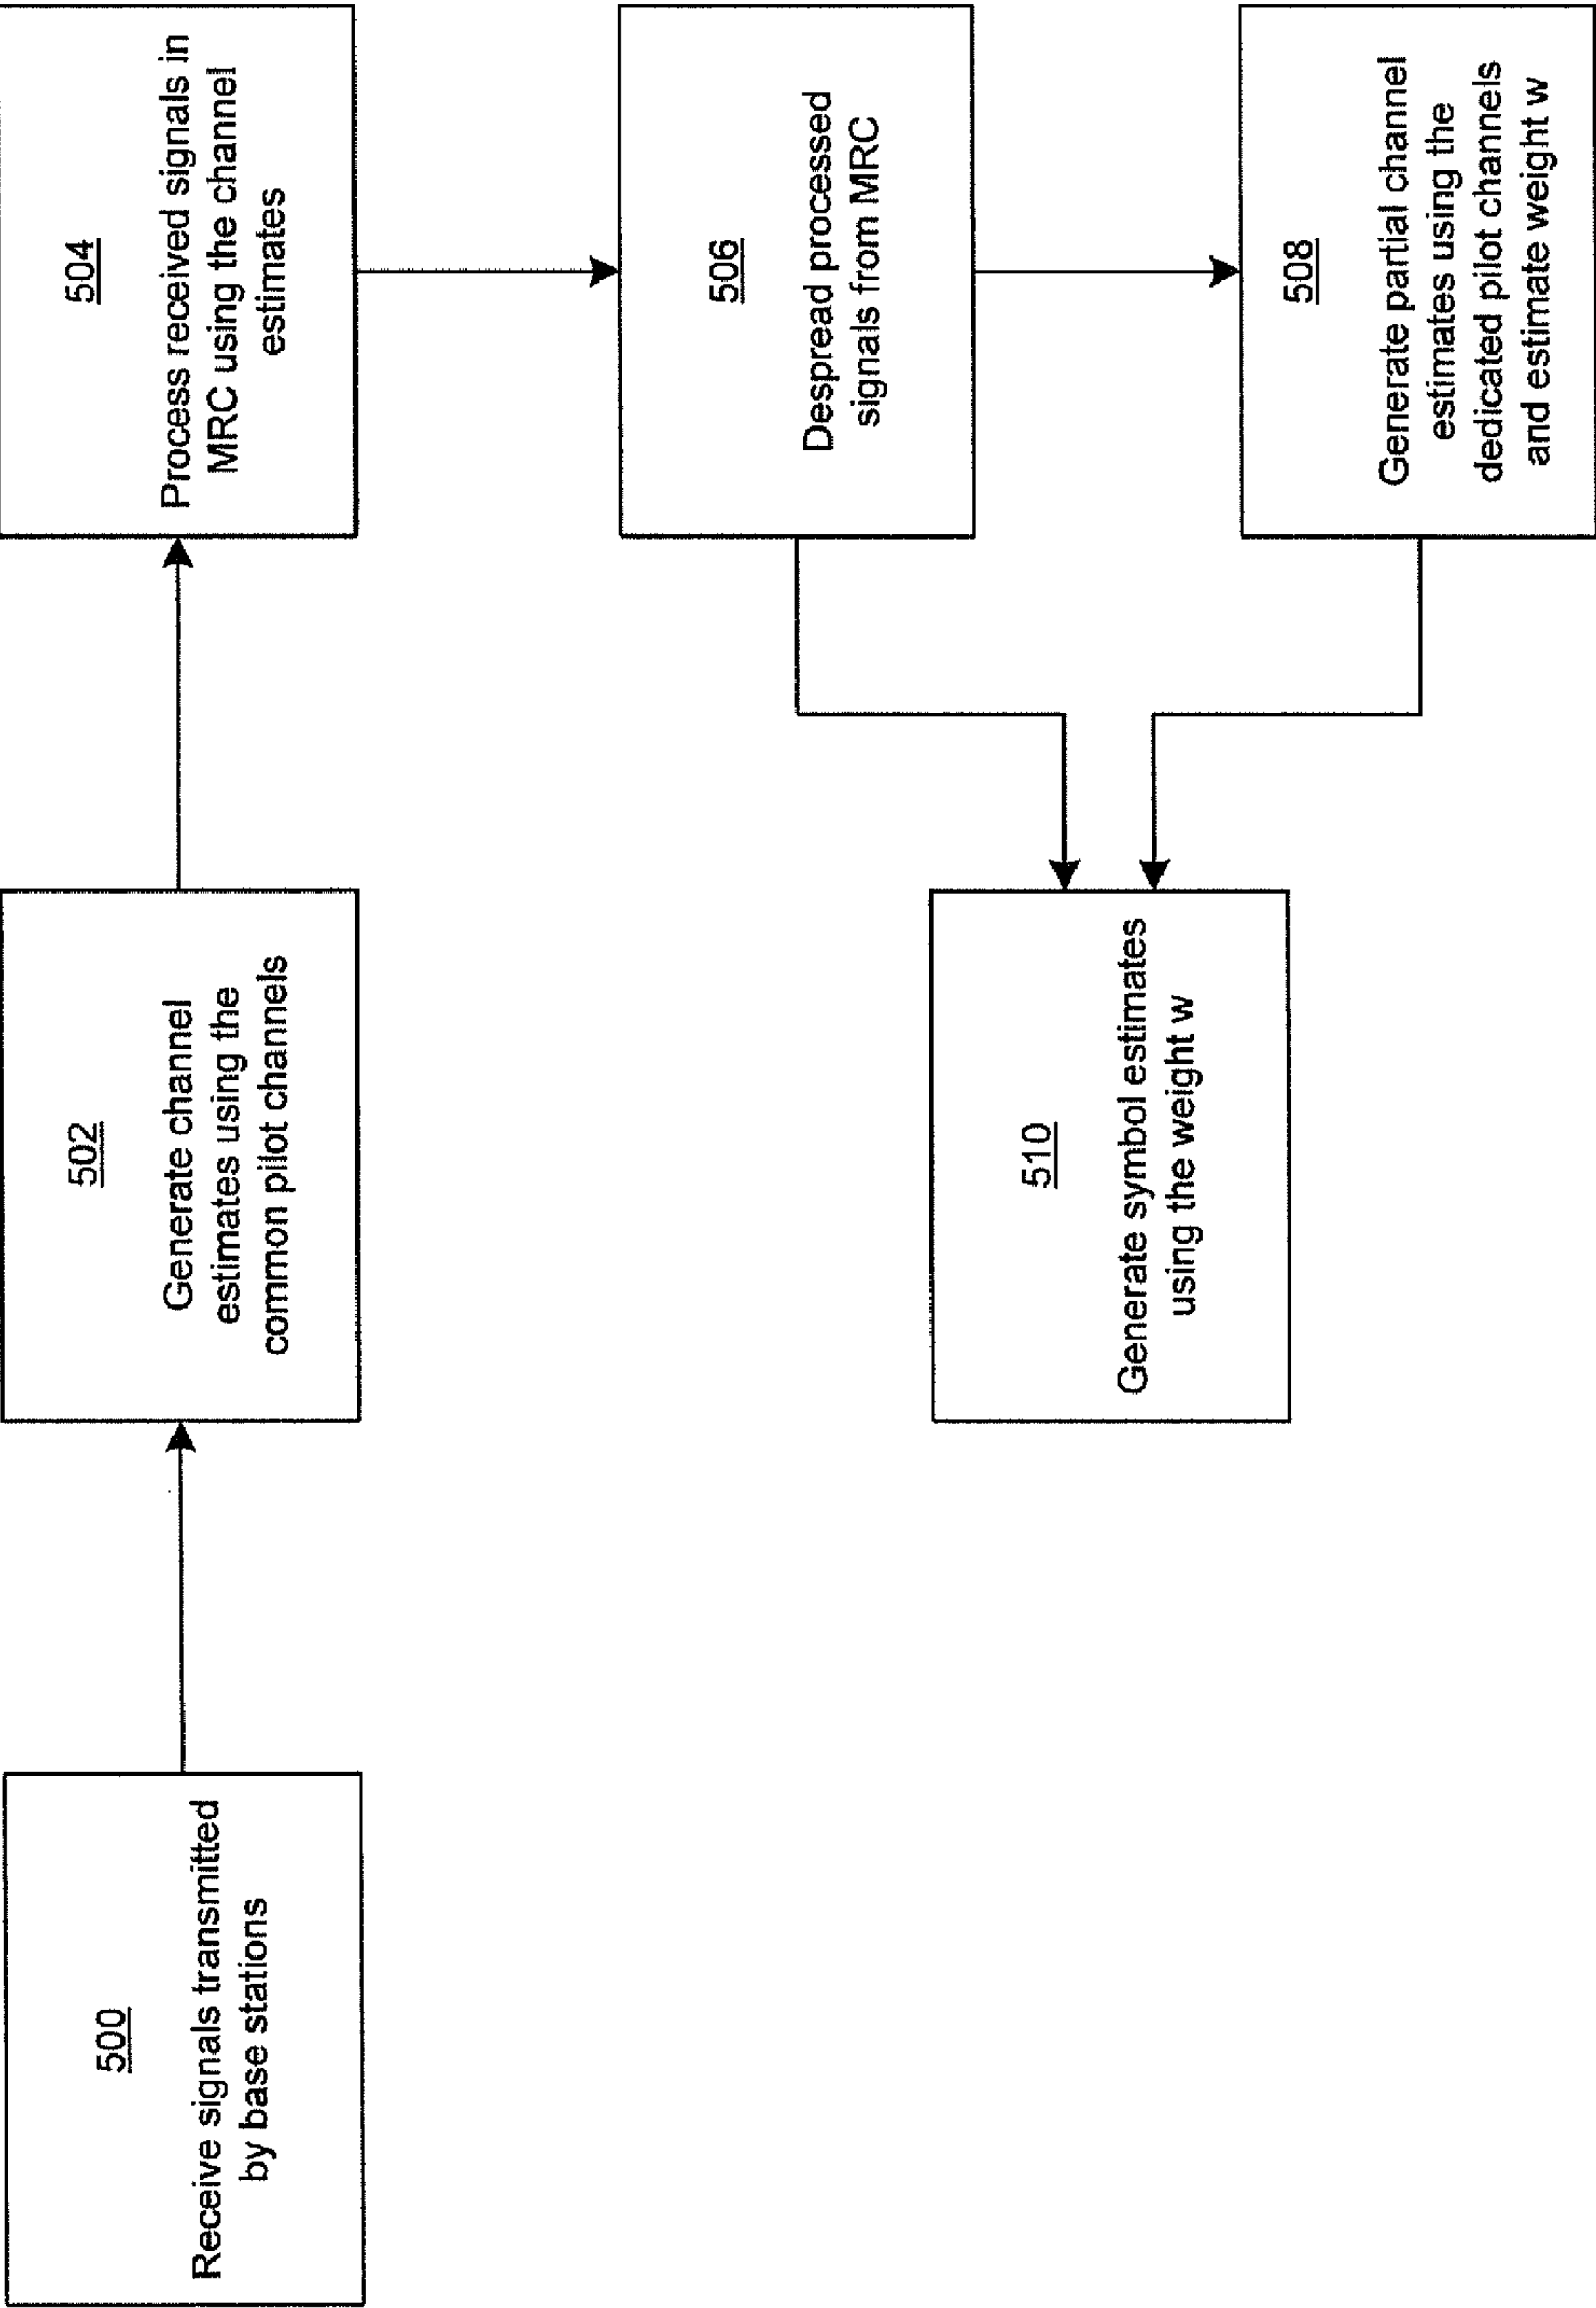 500
Receive signals transmitted
by base stations
502
Generate channel
estimates using the
common pilot channels
504
Process received signals in
MRC using the channel
estimates
506
Despread processed
signals from MRC
508
Generate partial channel
estimates using the
dedicated pilot channels
and estimate weight w
510
Generate symbol estimates
using the weight w